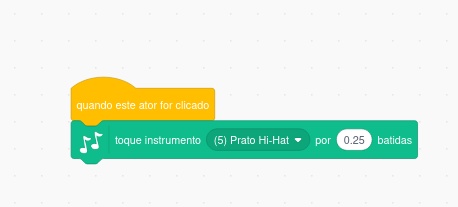 quando este ator for clicado
toque instrumento (5) Prato Hi-Hat por 0.25 batidas